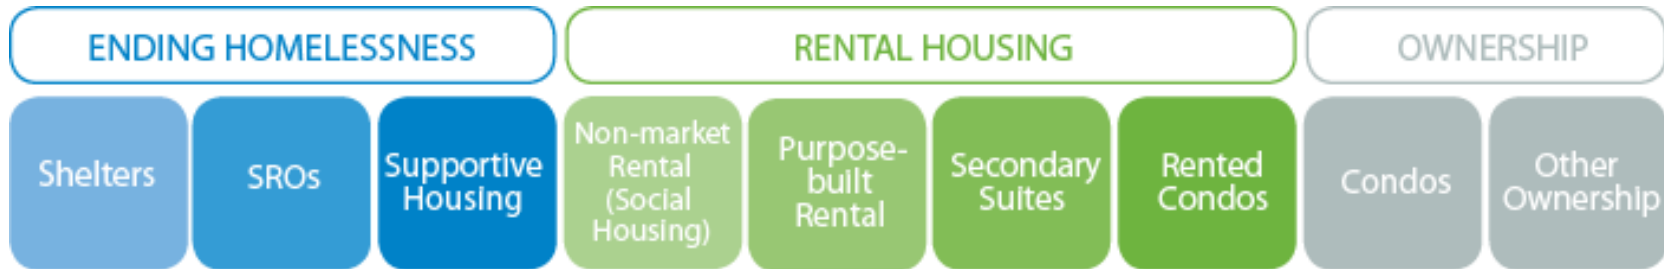 ENDING HOMELESSNESS
RENTAL HOUSING
OWNERSHIP
Shelters
SROs
Supportive
Housing
Non-market
Rental
(Social
Housing)
Purpose-
built
Rental
Secondary
Suites
Rented
Condos
Condos
Other
Ownership